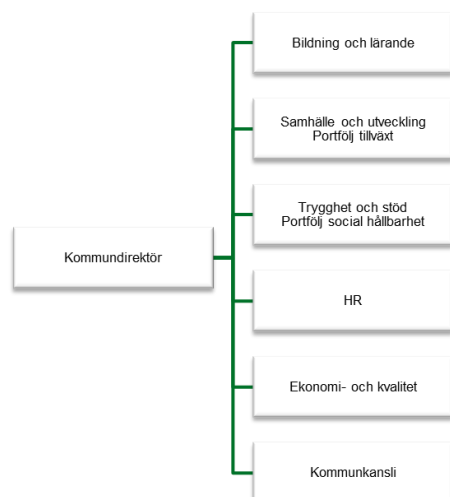 Bildning och lärande
Samhälle och utveckling
Portfölj tillväxt
Trygghet och stöd
Portfölj social hållbarhet
Kommundirektör
HR
Ekonomi- och kvalitet
Kommunkansli